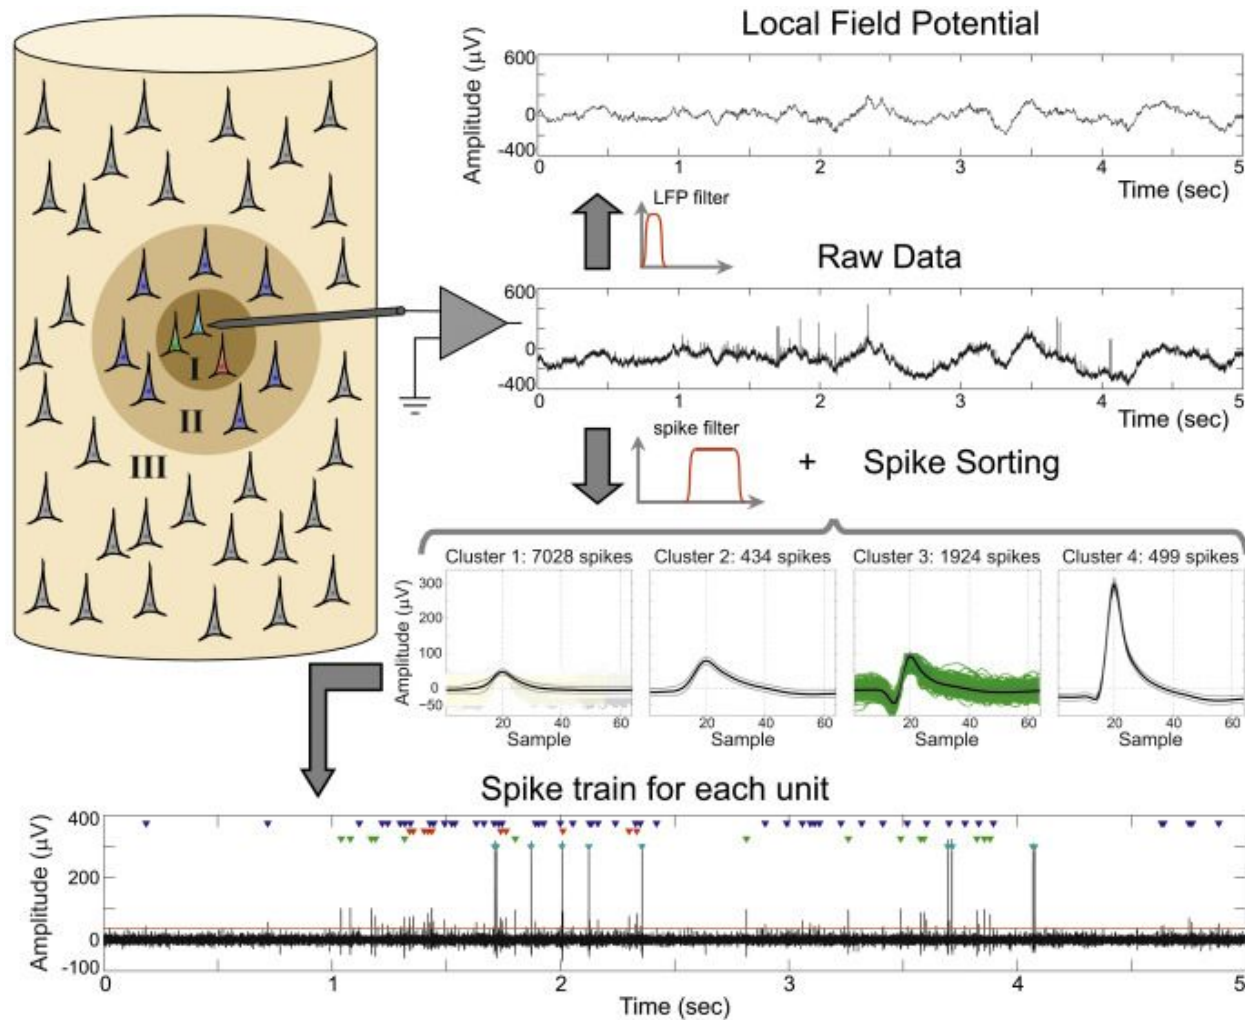 Local Field Potential
Amplitude (µV)
600
0
-400
0 1 2 3 4 5
Time (sec)
LFP filter
Raw Data
600
0
-400
0 1 2 3 4 5
Time (sec)
I
II
III
spike filter
+ Spike Sorting
Cluster 1: 7028 spikes
Cluster 2: 434 spikes
Cluster 3: 1924 spikes
Cluster 4: 499 spikes
Amplitude (µV)
300
100
0
-50
20 40 60
20 40 60
20 40 60
20 40 60
Sample
Sample
Sample
Sample
Spike train for each unit
Amplitude (µV)
400
200
0
-100
0 1 2 3 4 5
Time (sec)